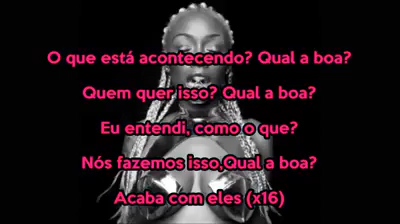 O que está acontecendo? Qual a boa?
Quem quer isso? Qual a boa?
Eu entendi, como o que?
Nós fazemos isso,Qual a boa?
Acaba com eles (x16)